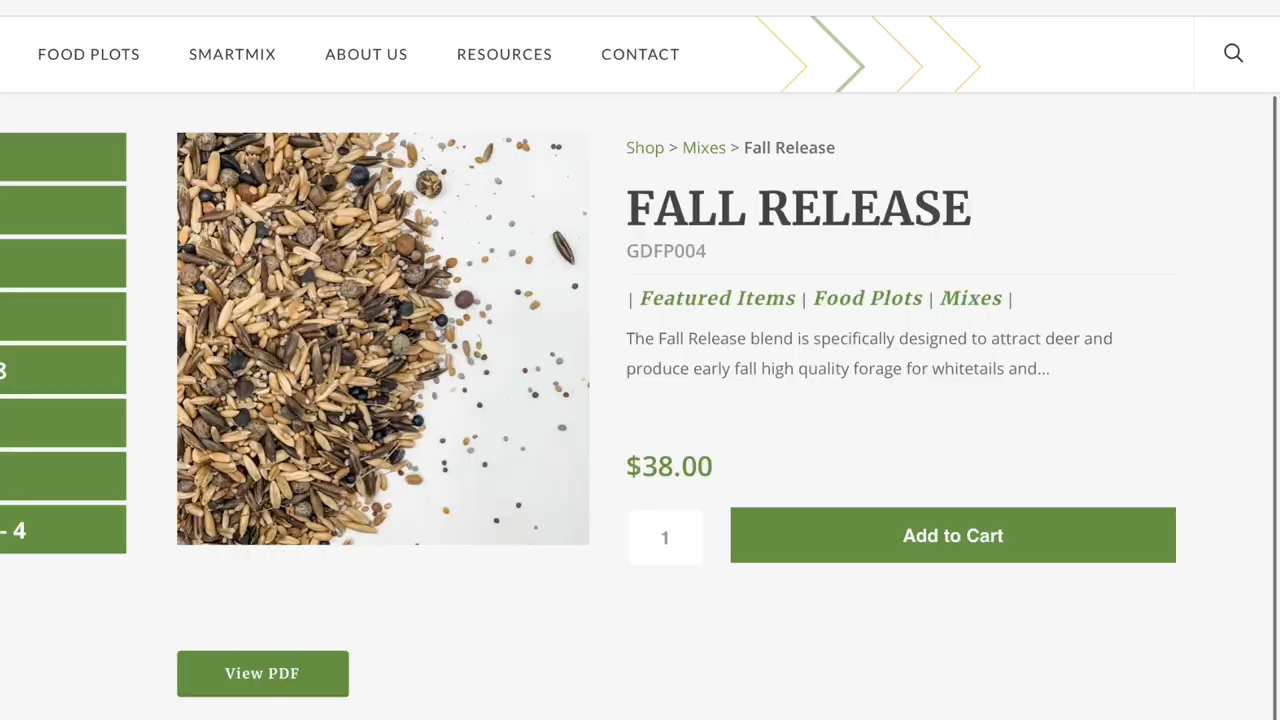 FOOD PLOTS SMARTMIX ABOUT US RESOURCES CONTACT
8
- 4
Shop > Mixes > Fall Release
FALL RELEASE
GDFP004
| Featured Items | Food Plots | Mixes |
The Fall Release blend is specifically designed to attract deer and
produce early fall high quality forage for whitetails and...
$38.00
1 Add to Cart
View PDF